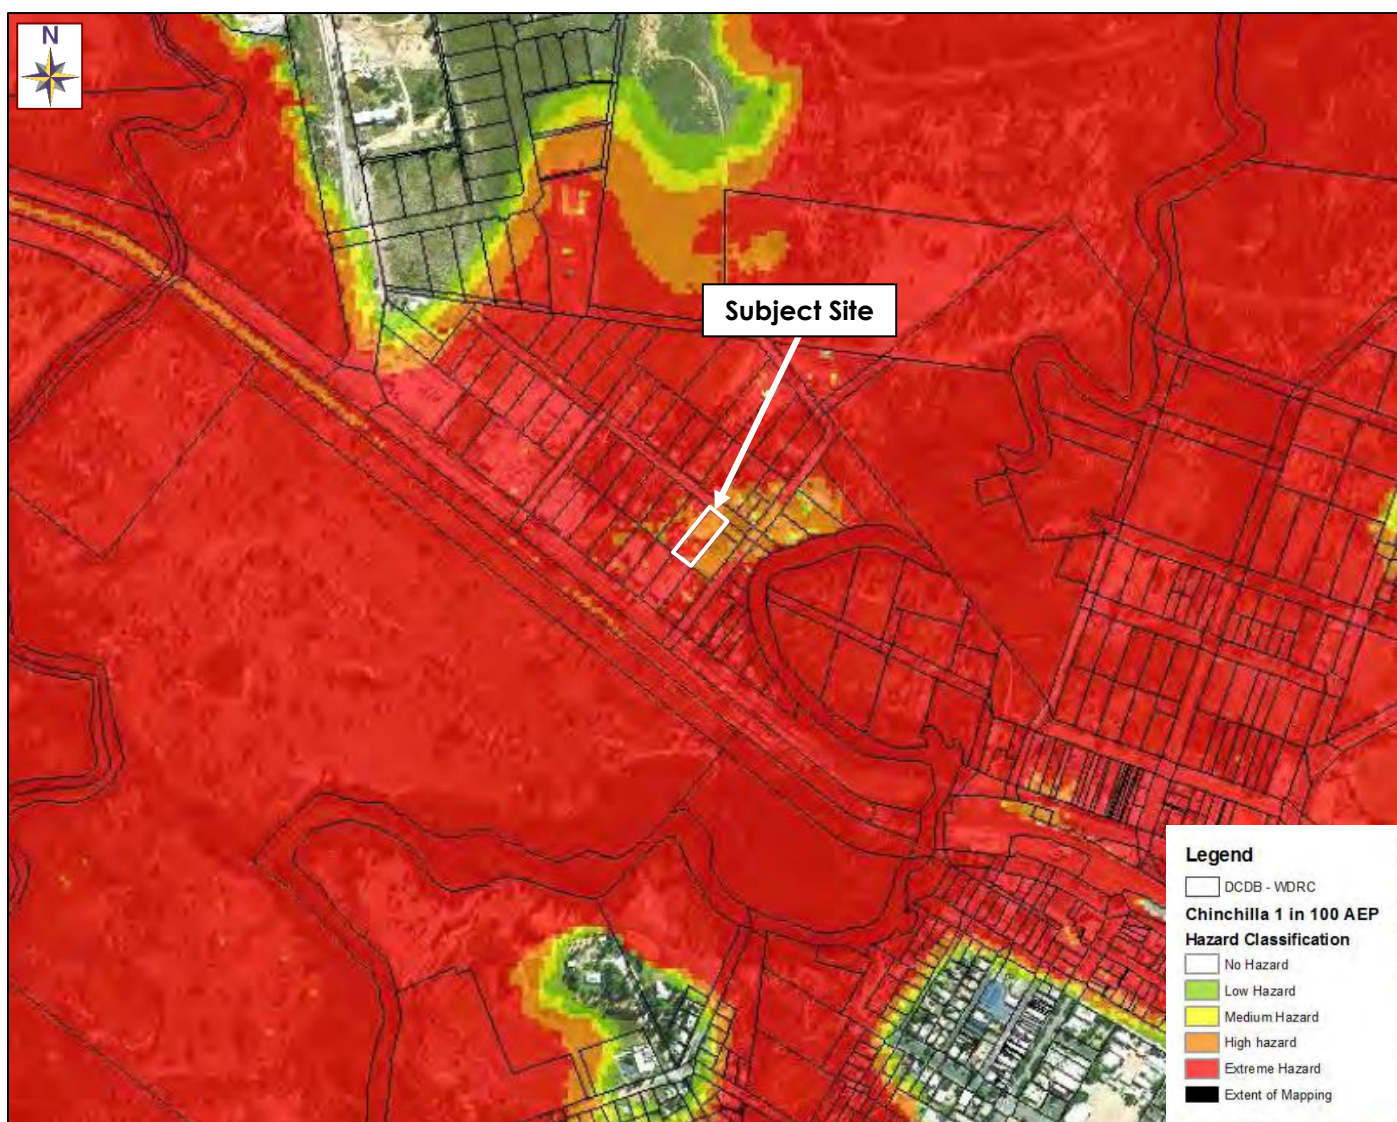 N
Subject Site
Legend
DCDB - WDRC
Chinchilla 1 in 100 AEP
Hazard Classification
No Hazard
Low Hazard
Medium Hazard
High hazard
Extreme Hazard
Extent of Mapping